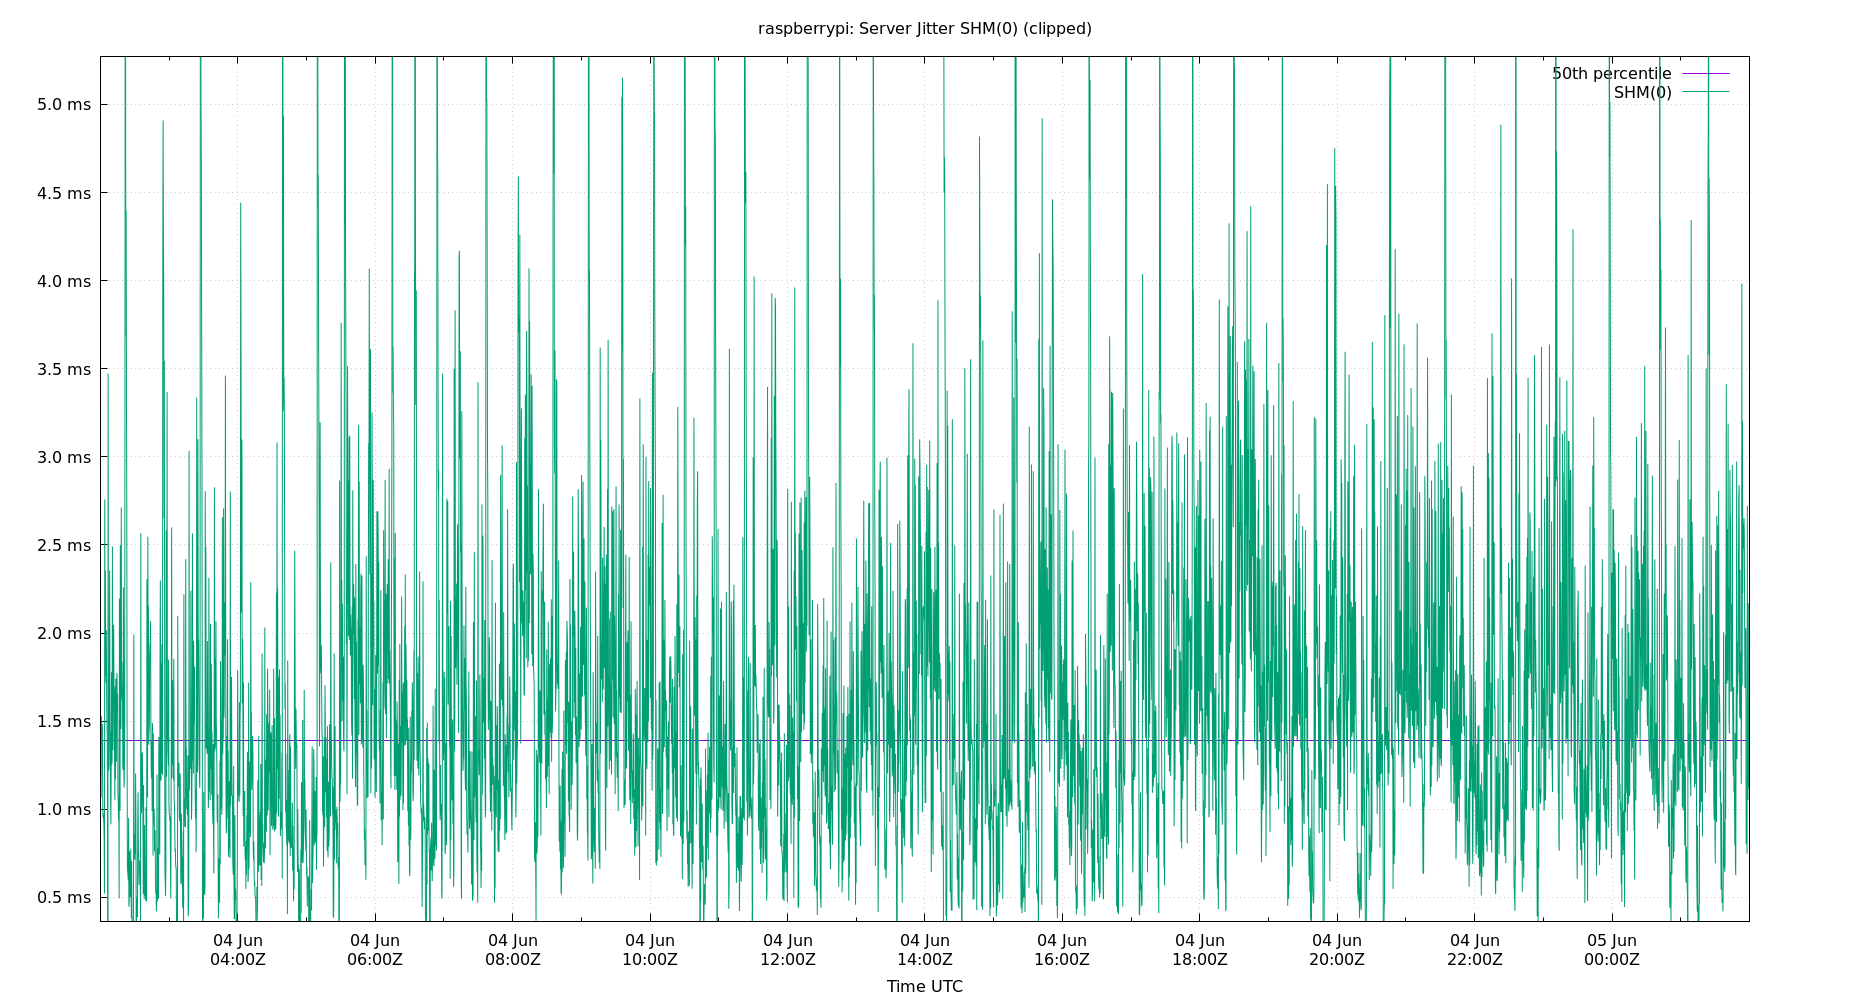 raspberrypi: Server Jitter SHM(0) (clipped)
50th percentile
SHM(0)
5.0 ms
4.5 ms
4.0 ms
3.5 ms
3.0 ms
2.5 ms
2.0 ms
1.5 ms
1.0 ms
0.5 ms
04 Jun 04 Jun 04 Jun 04 Jun 04 Jun 04 Jun 04 Jun 04 Jun 04 Jun 04 Jun 05 Jun
04:00Z 06:00Z 08:00Z 10:00Z 12:00Z 14:00Z 16:00Z 18:00Z 20:00Z 22:00Z 00:00Z
Time UTC